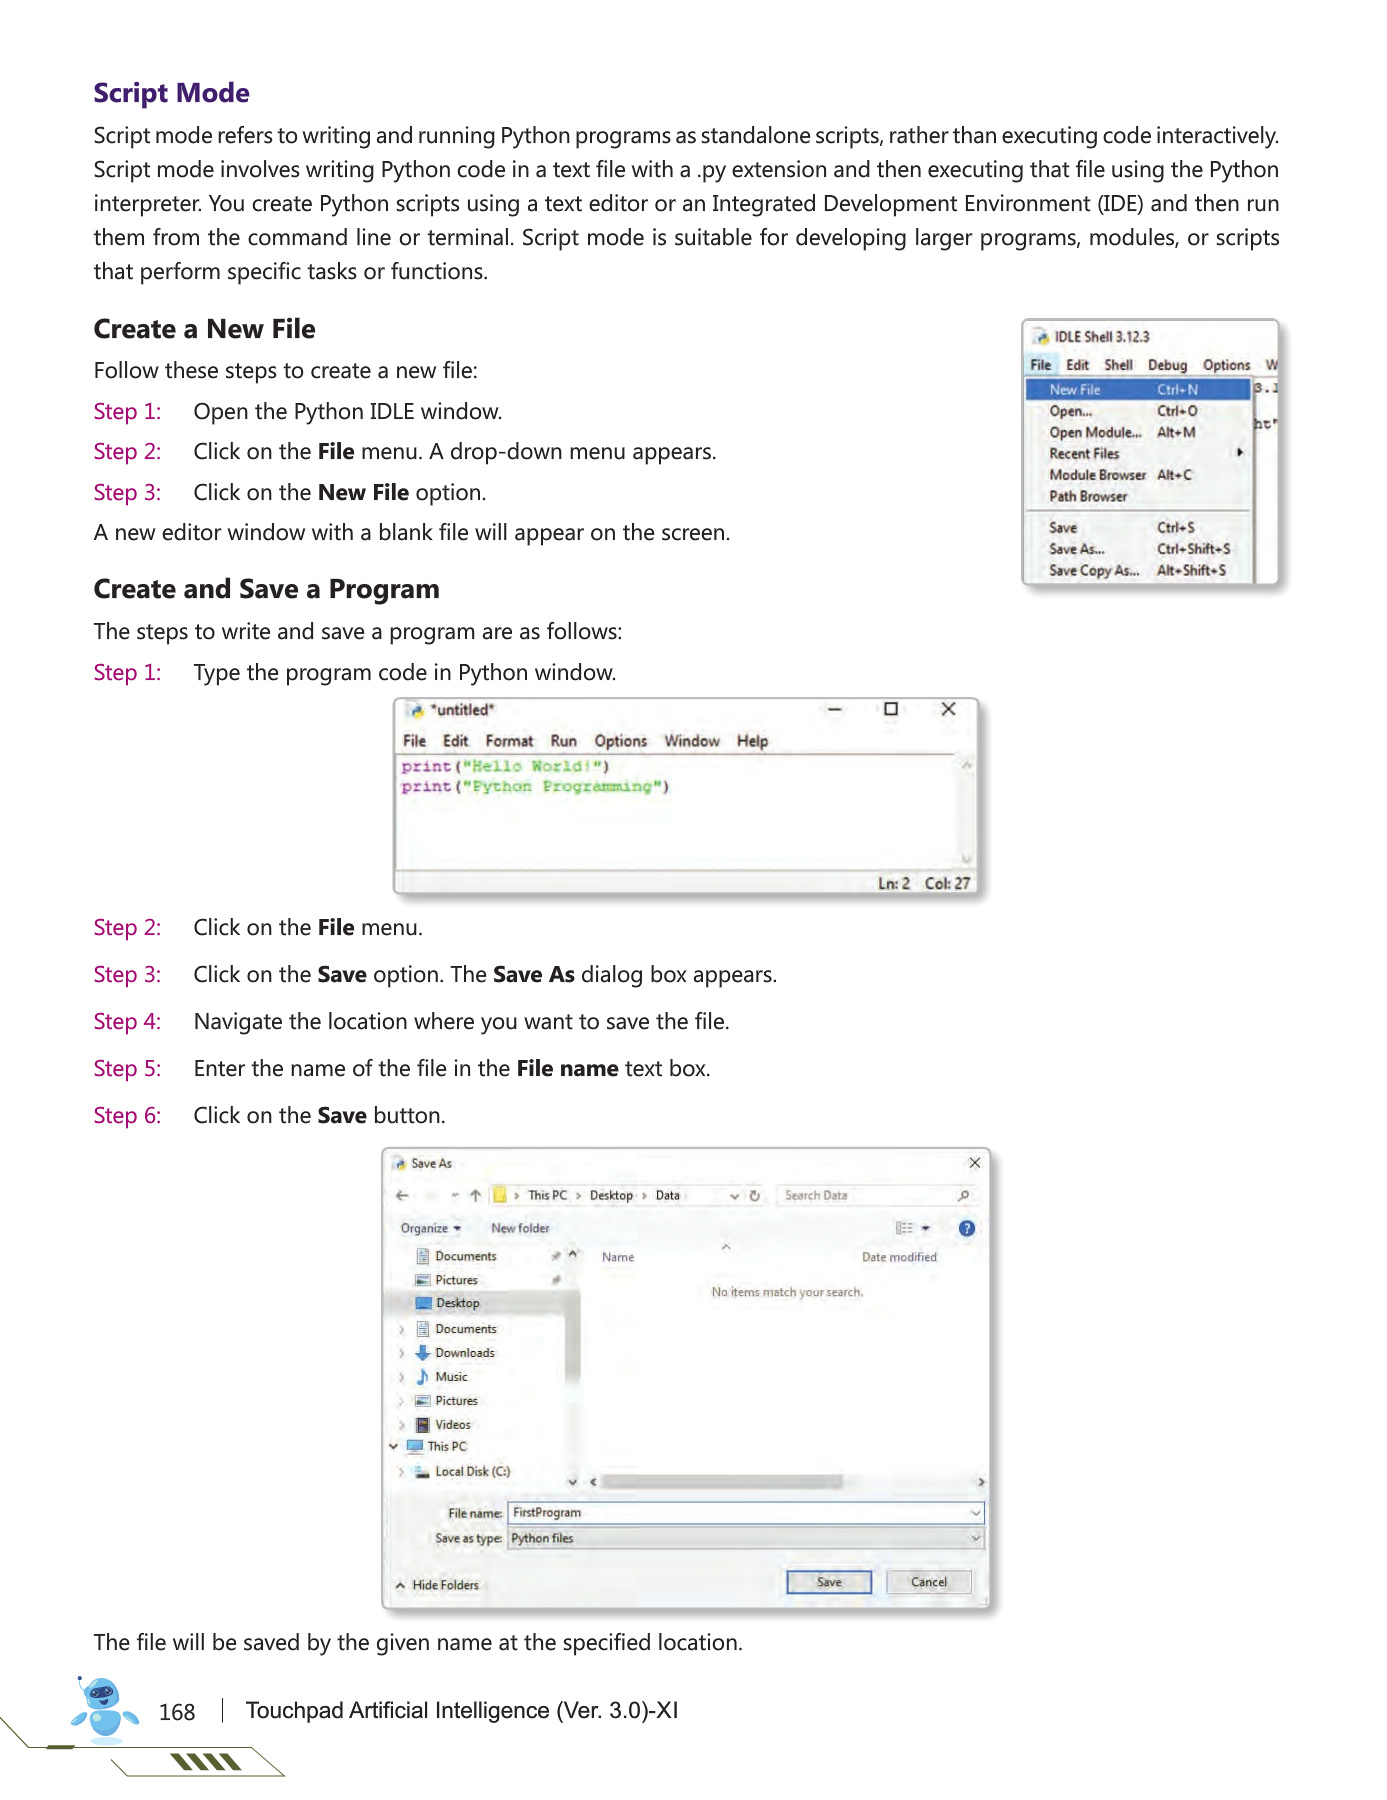 Script Mode
Script mode refers to writing and running Python programs as standalone scripts, rather than executing code interactively.
Script mode involves writing Python code in a text file with a .py extension and then executing that file using the Python
interpreter. You create Python scripts using a text editor or an Integrated Development Environment (IDE) and then run
them from the command line or terminal. Script mode is suitable for developing larger programs, modules, or scripts
that perform specific tasks or functions.
Create a New File
Follow these steps to create a new file:
Step 1: Open the Python IDLE window.
Step 2: Click on the File menu. A drop-down menu appears.
Step 3: Click on the New File option.
A new editor window with a blank file will appear on the screen.
IDLE Shell 3.12.3
File Edit Shell Debug Options W
New File Ctrl+N 3.1
Open... Ctrl+O
Open Module... Alt+M ht"
Recent Files
Module Browser Alt+C
Path Browser
Save Ctrl+S
Save As... Ctrl+Shift+S
Save Copy As... Alt+Shift+S
Create and Save a Program
The steps to write and save a program are as follows:
Step 1: Type the program code in Python window.
*untitled*
File Edit Format Run Options Window Help
print("Hello World!")
print("Python Programming")
Ln: 2 Col: 27
Step 2: Click on the File menu.
Step 3: Click on the Save option. The Save As dialog box appears.
Step 4: Navigate the location where you want to save the file.
Step 5: Enter the name of the file in the File name text box.
Step 6: Click on the Save button.
Save As
This PC > Desktop > Data Search Data
Organize New folder
Documents Name Date modified
Pictures
No items match your search.
Desktop
Documents
Downloads
Music
Pictures
Videos
This PC
Local Disk (C:)
File name: FirstProgram
Save as type: Python files
Hide Folders Save Cancel
The file will be saved by the given name at the specified location.
168 Touchpad Artificial Intelligence (Ver. 3.0)-XI